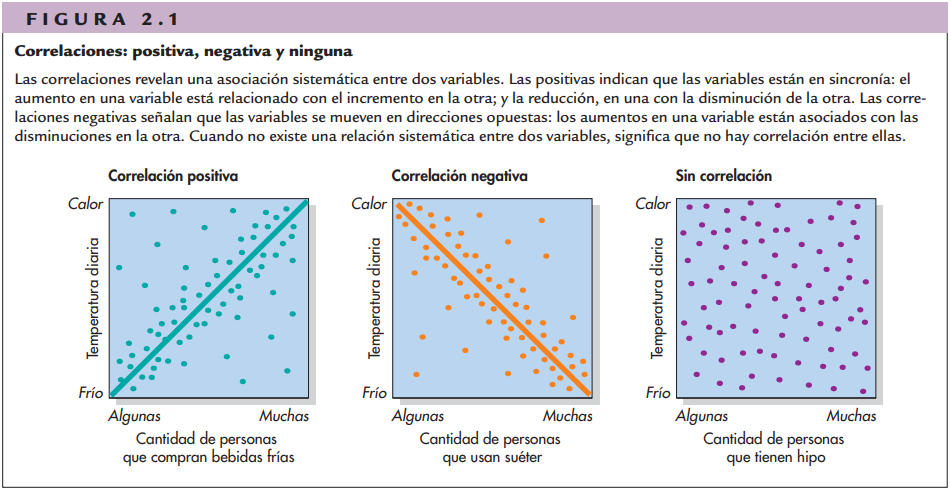 FIGURA 2.1
Correlaciones: positiva, negativa y ninguna
Las correlaciones revelan una asociación sistemática entre dos variables. Las positivas indican que las variables están en sincronía: el
aumento en una variable está relacionado con el incremento en la otra; y la reducción, en una con la disminución de la otra. Las corre-
laciones negativas señalan que las variables se mueven en direcciones opuestas: los aumentos en una variable están asociados con las
disminuciones en la otra. Cuando no existe una relación sistemática entre dos variables, significa que no hay correlación entre ellas.
Correlación positiva
Calor
Temperatura diaria
Frío
Algunas
Muchas
Cantidad de personas
que compran bebidas frías
Correlación negativa
Calor
Temperatura diaria
Frío
Algunas
Muchas
Cantidad de personas
que usan suéter
Sin correlación
Calor
Temperatura diaria
Frío
Algunas
Muchas
Cantidad de personas
que tienen hipo